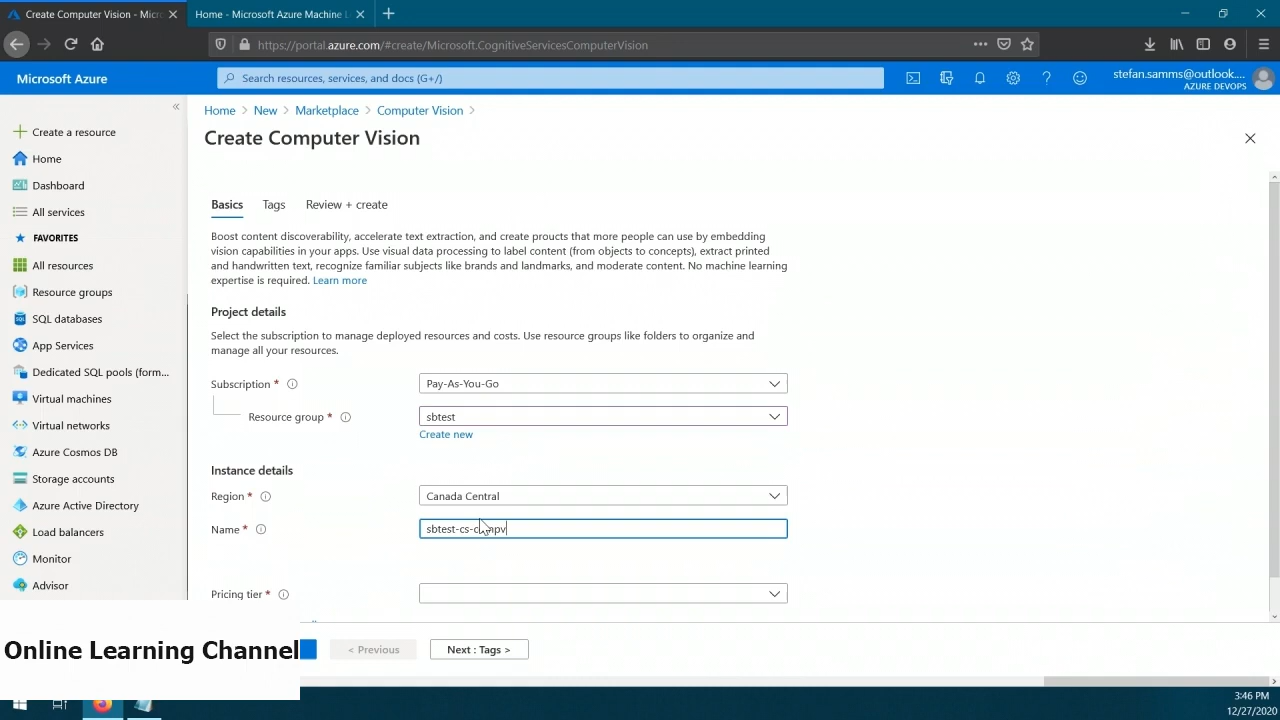 Create Computer Vision - Micr
Home - Microsoft Azure Machine L
https://portal.azure.com/#create/Microsoft.CognitiveServicesComputerVision
Microsoft Azure
Search resources, services, and docs (G+/)
stefan.samms@outlook....
AZURE DEVOPS
Create a resource
Home
Dashboard
All services
FAVORITES
All resources
Resource groups
SQL databases
App Services
Dedicated SQL pools (form...
Virtual machines
Virtual networks
Azure Cosmos DB
Storage accounts
Azure Active Directory
Load balancers
Monitor
Advisor
Home > New > Marketplace > Computer Vision >
Create Computer Vision
Basics Tags Review + create
Boost content discoverability, accelerate text extraction, and create proucts that more people can use by embedding
vision capabilities in your apps. Use visual data processing to label content (from objects to concepts), extract printed
and handwritten text, recognize familiar subjects like brands and landmarks, and moderate content. No machine learning
expertise is required. Learn more
Project details
Select the subscription to manage deployed resources and costs. Use resource groups like folders to organize and
manage all your resources.
Subscription * Pay-As-You-Go
Resource group * sbtest
Create new
Instance details
Region * Canada Central
Name * sbtest-cs-compv
Pricing tier *
< Previous
Next : Tags >
Online Learning Channel
3:46 PM
12/27/2020